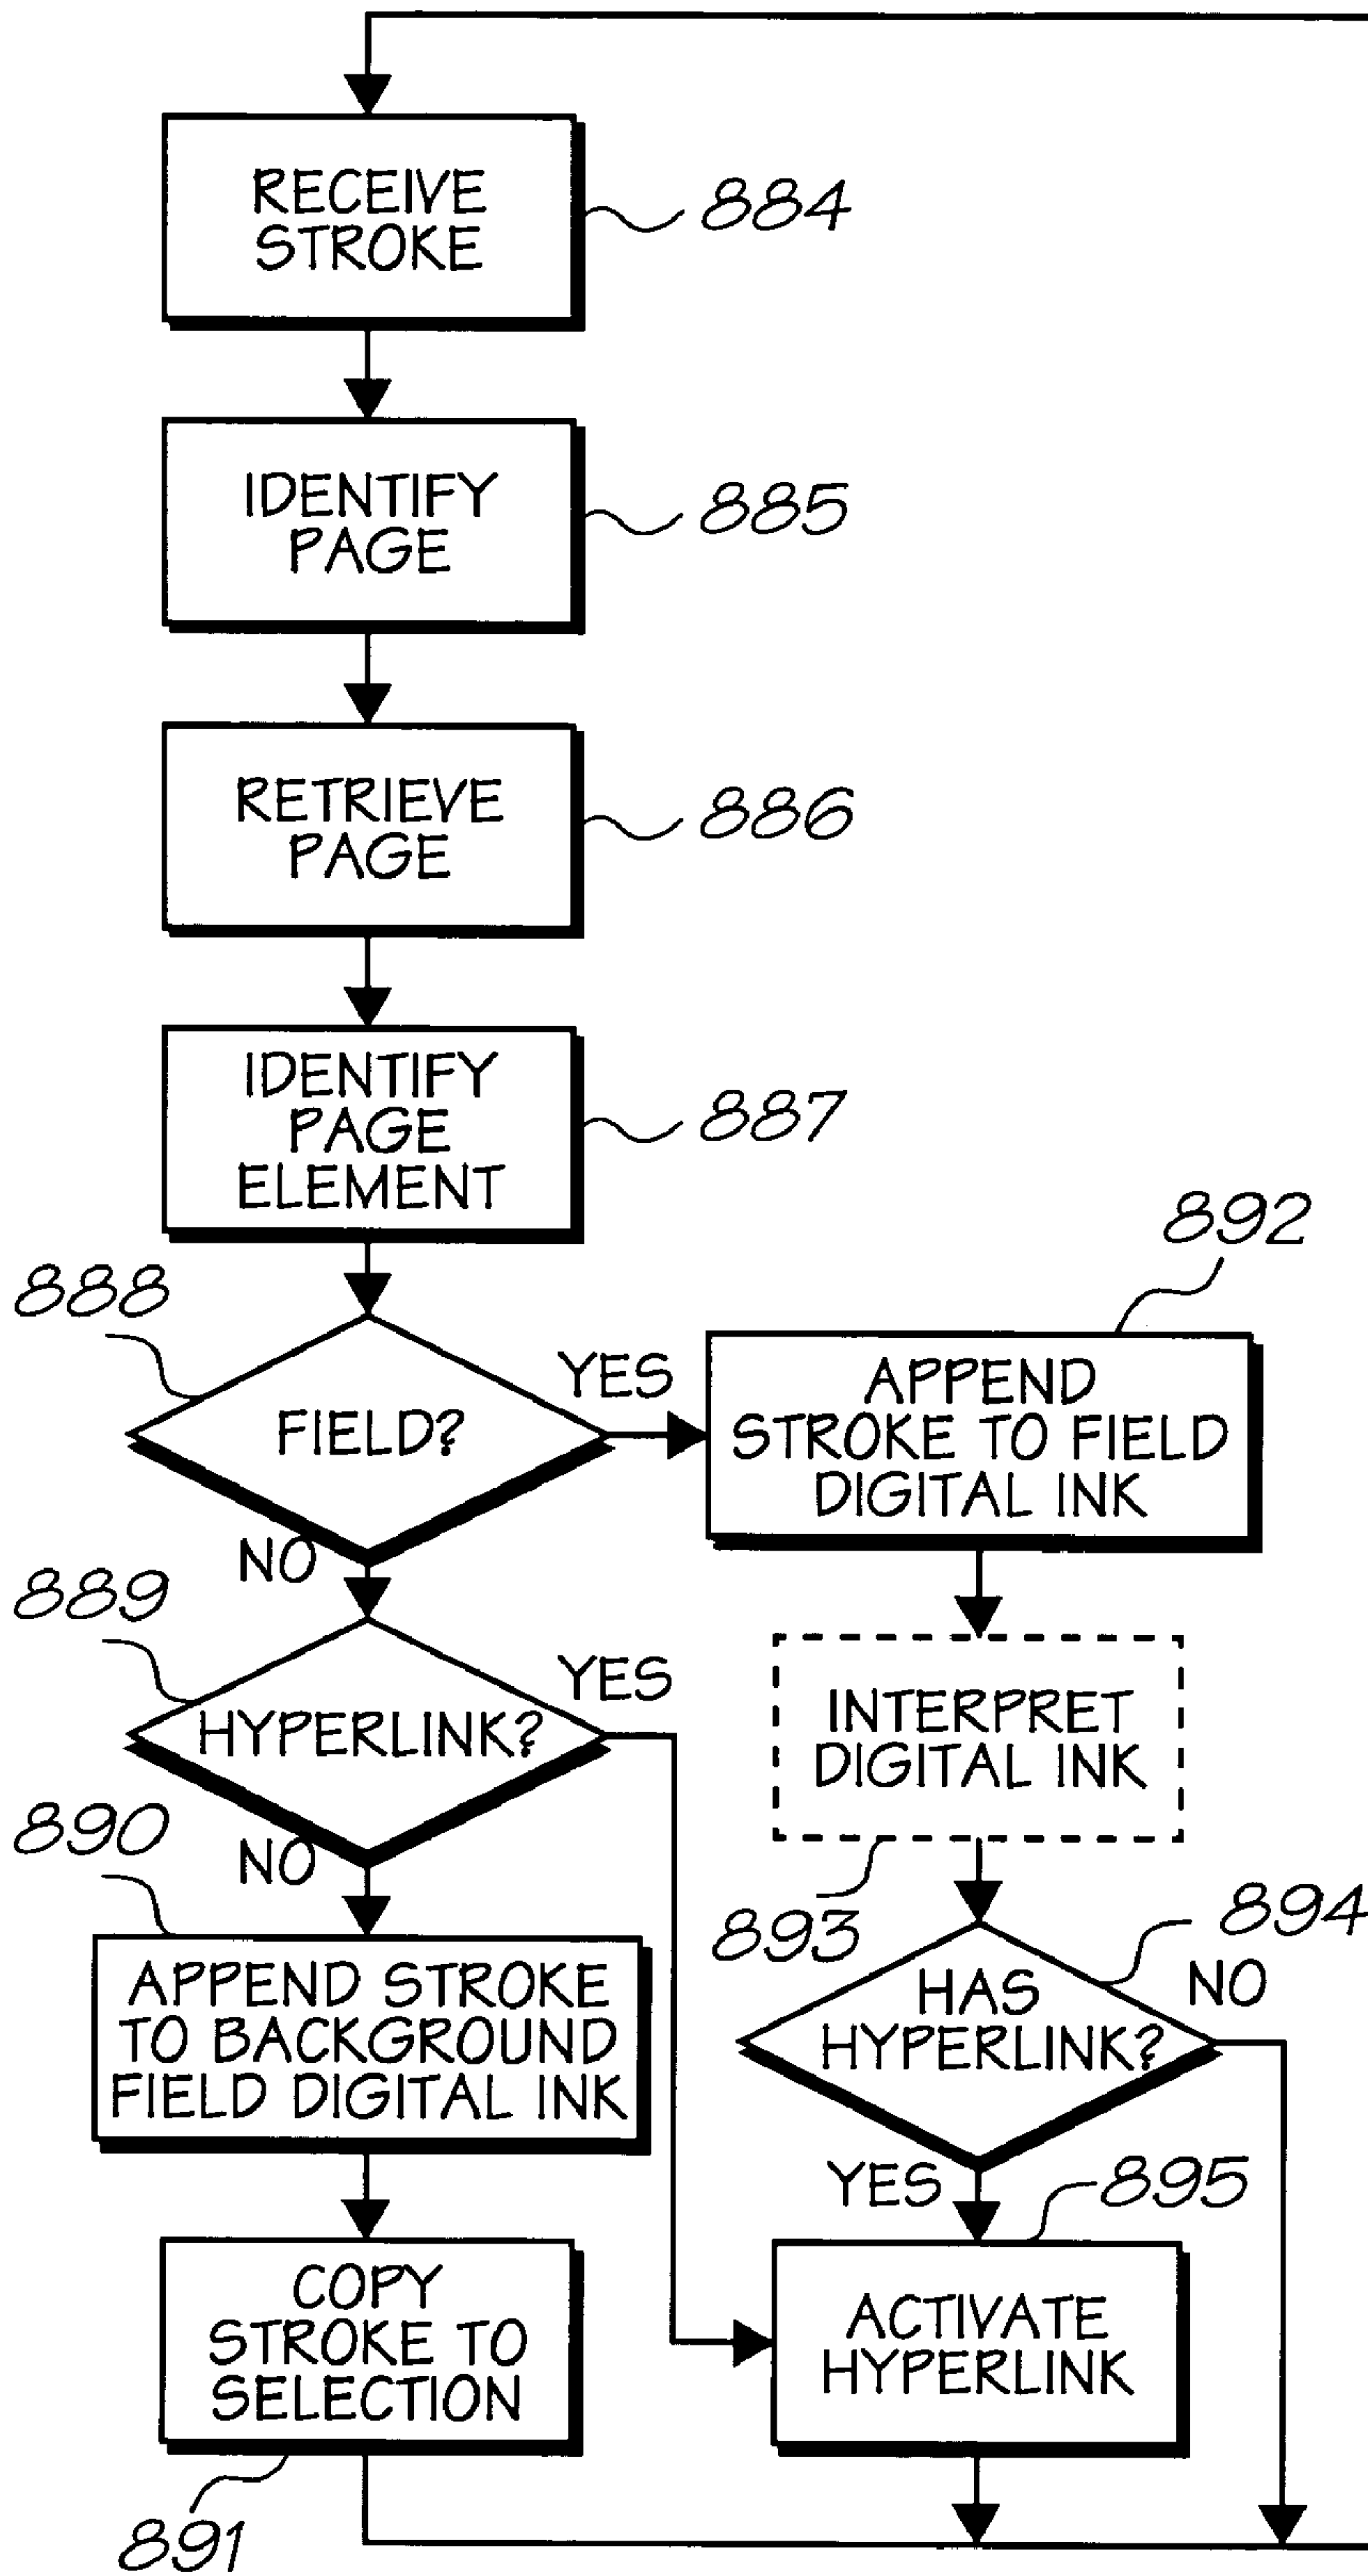 RECEIVE
STROKE
884
IDENTIFY
PAGE
885
RETRIEVE
PAGE
886
IDENTIFY
PAGE
ELEMENT
887
888
FIELD?
YES
NO
892
APPEND
STROKE TO FIELD
DIGITAL INK
889
HYPERLINK?
YES
NO
INTERPRET
DIGITAL INK
893
890
APPEND STROKE
TO BACKGROUND
FIELD DIGITAL INK
894
HAS
HYPERLINK?
NO
YES
895
COPY
STROKE TO
SELECTION
891
ACTIVATE
HYPERLINK